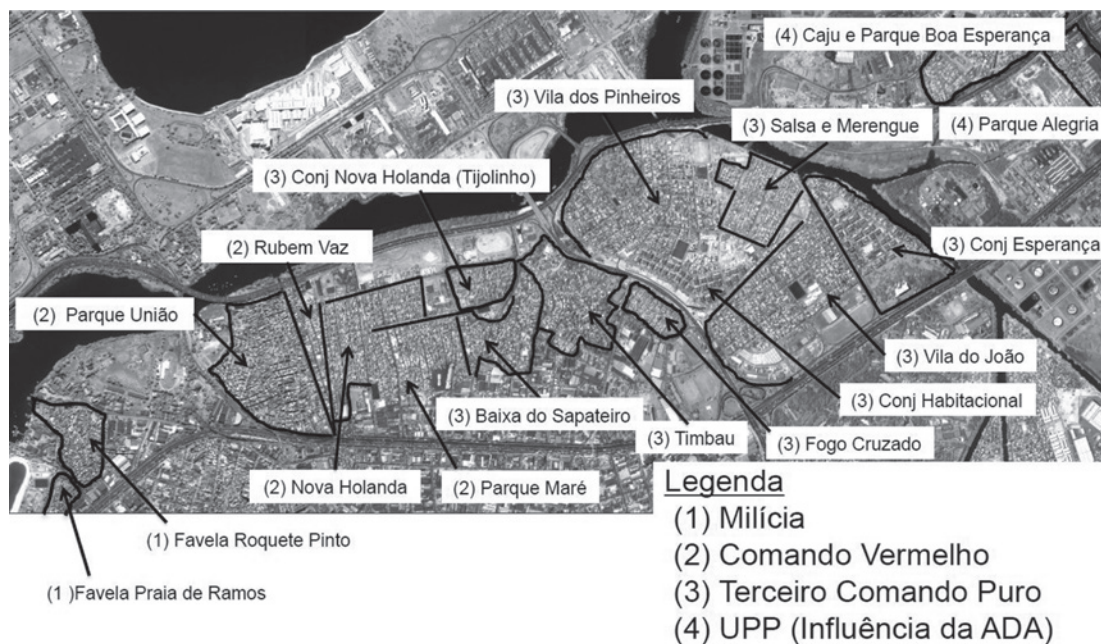 (4) Caju e Parque Boa Esperança
(3) Vila dos Pinheiros
(3) Salsa e Merengue
(4) Parque Alegria
(3) Conj Nova Holanda (Tijolinho)
(2) Rubem Vaz
(3) Conj Esperança
(2) Parque União
(3) Vila do João
(3) Conj Habitacional
(3) Baixa do Sapateiro
(3) Timbau
(3) Fogo Cruzado
(2) Nova Holanda
(2) Parque Maré
(1) Favela Roquete Pinto
(1 )Favela Praia de Ramos
Legenda
(1) Milícia
(2) Comando Vermelho
(3) Terceiro Comando Puro
(4) UPP (Influência da ADA)